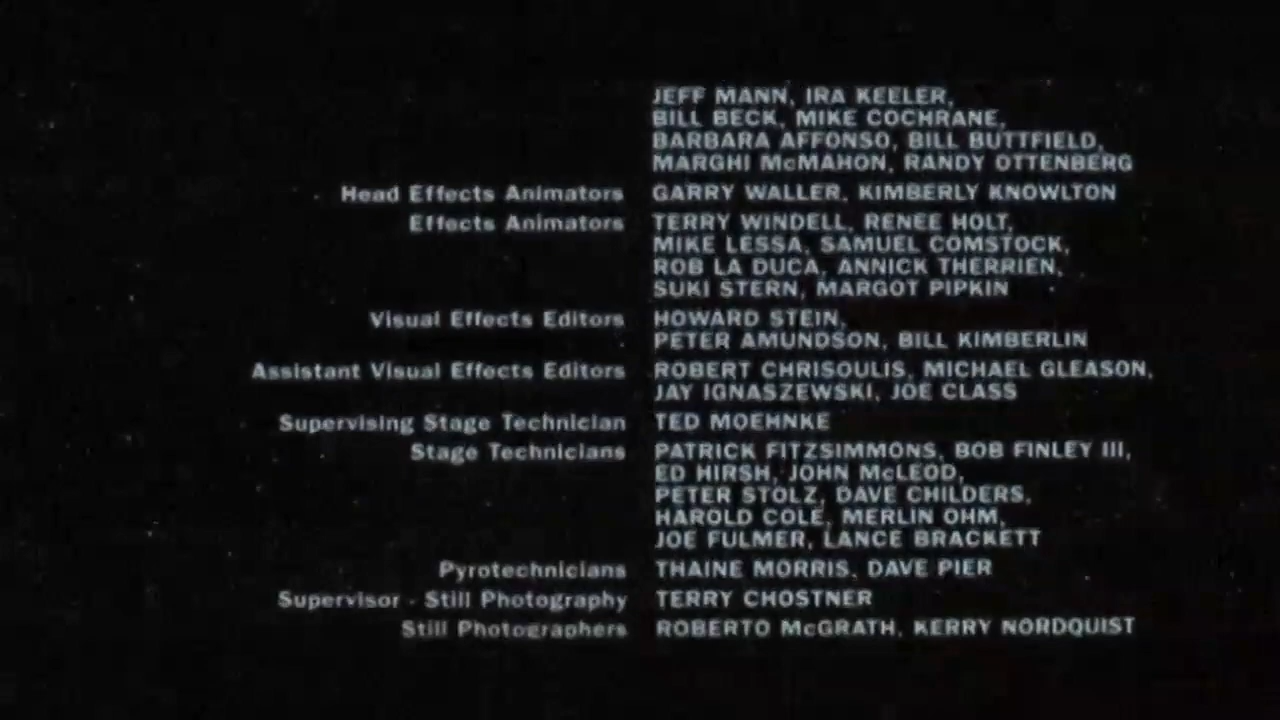 JEFF MANN, IRA KEELER,
BILL BECK, MIKE COCHRANE,
BARBARA AFFONSO, BILL BUTTFIELD,
MARGHI McMAHON, RANDY OTTENBERG
Head Effects Animators GARRY WALLER, KIMBERLY KNOWLTON
Effects Animators TERRY WINDELL, RENEE HOLT,
MIKE LESSA, SAMUEL COMSTOCK,
ROB LA DUCA, ANNICK THERRIEN,
SUKI STERN, MARGOT PIPKIN
Visual Effects Editors HOWARD STEIN,
PETER AMUNDSON, BILL KIMBERLIN
Assistant Visual Effects Editors ROBERT CHRISOULIS, MICHAEL GLEASON,
JAY IGNASZEWSKI, JOE CLASS
Supervising Stage Technician TED MOEHNKE
Stage Technicians PATRICK FITZSIMMONS, BOB FINLEY III,
ED HIRSH, JOHN McLEOD,
PETER STOLZ, DAVE CHILDERS,
HAROLD COLE, MERLIN OHM,
JOE FULMER, LANCE BRACKETT
Pyrotechnicians THAINE MORRIS, DAVE PIER
Supervisor - Still Photography TERRY CHOSTNER
Still Photographers ROBERTO McGRATH, KERRY NORDQUIST